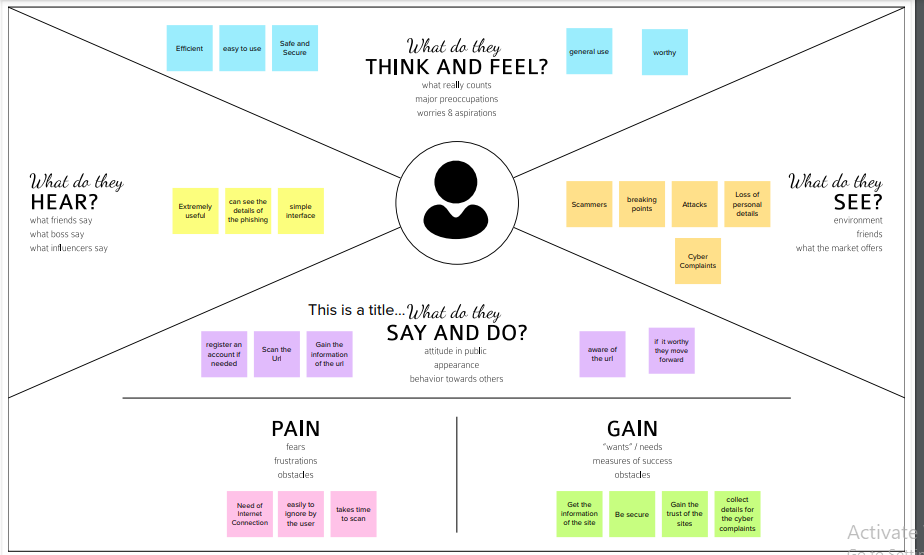 Efficient
easy to use
Safe and
Secure
What do they
THINK AND FEEL?
what really counts
major preoccupations
worries & aspirations
general use
worthy
What do they
HEAR?
what friends say
what boss say
what influencers say
Extremely
useful
can see the
details of
the phishing
simple
interface
Scammers
breaking
points
Attacks
Loss of
personal
details
Cyber
Complaints
What do they
SEE?
environment
friends
what the market offers
This is a title...
What do they
SAY AND DO?
attitude in public
appearance
behavior towards others
register an
account if
needed
Scan the
Url
Gain the
information
of the url
aware of
the url
if it worthy
they move
forward
PAIN
fears
frustrations
obstacles
Need of
Internet
Connection
easily to
ignore by
the user
takes time
to scan
GAIN
"wants" / needs
measures of success
obstacles
Get the
information
of the site
Be secure
Gain the
trust of the
sites
collect
details for
the cyber
complaints
Activate